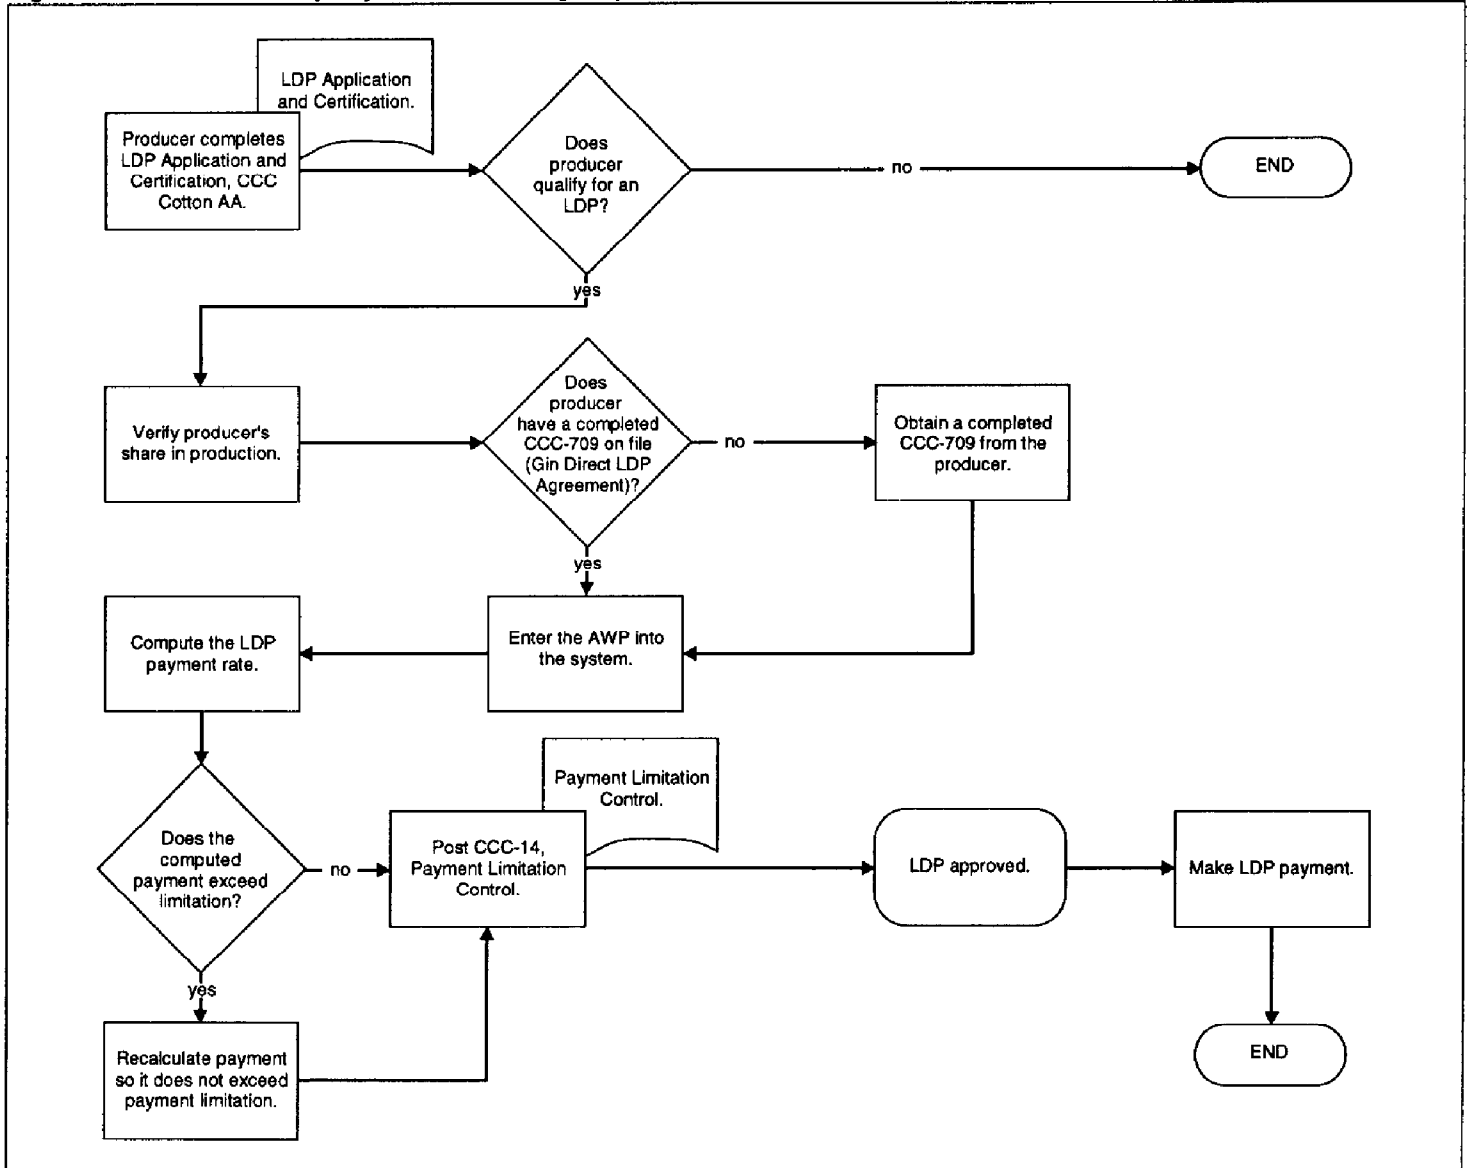 LDP Application
and Certification.
Producer completes
LDP Application and
Certification, CCC
Cotton AA.
Does
producer
qualify for an
LDP?
no
END
yes
Verify producer's
share in production.
Does
producer
have a completed
CCC-709 on file
(Gin Direct LDP
Agreement)?
no
Obtain a completed
CCC-709 from the
producer.
yes
Compute the LDP
payment rate.
Enter the AWP into
the system.
Payment Limitation
Control.
Does the
computed
payment exceed
limitation?
no
Post CCC-14,
Payment Limitation
Control.
LDP approved.
Make LDP payment.
yes
Recalculate payment
so it does not exceed
payment limitation.
END